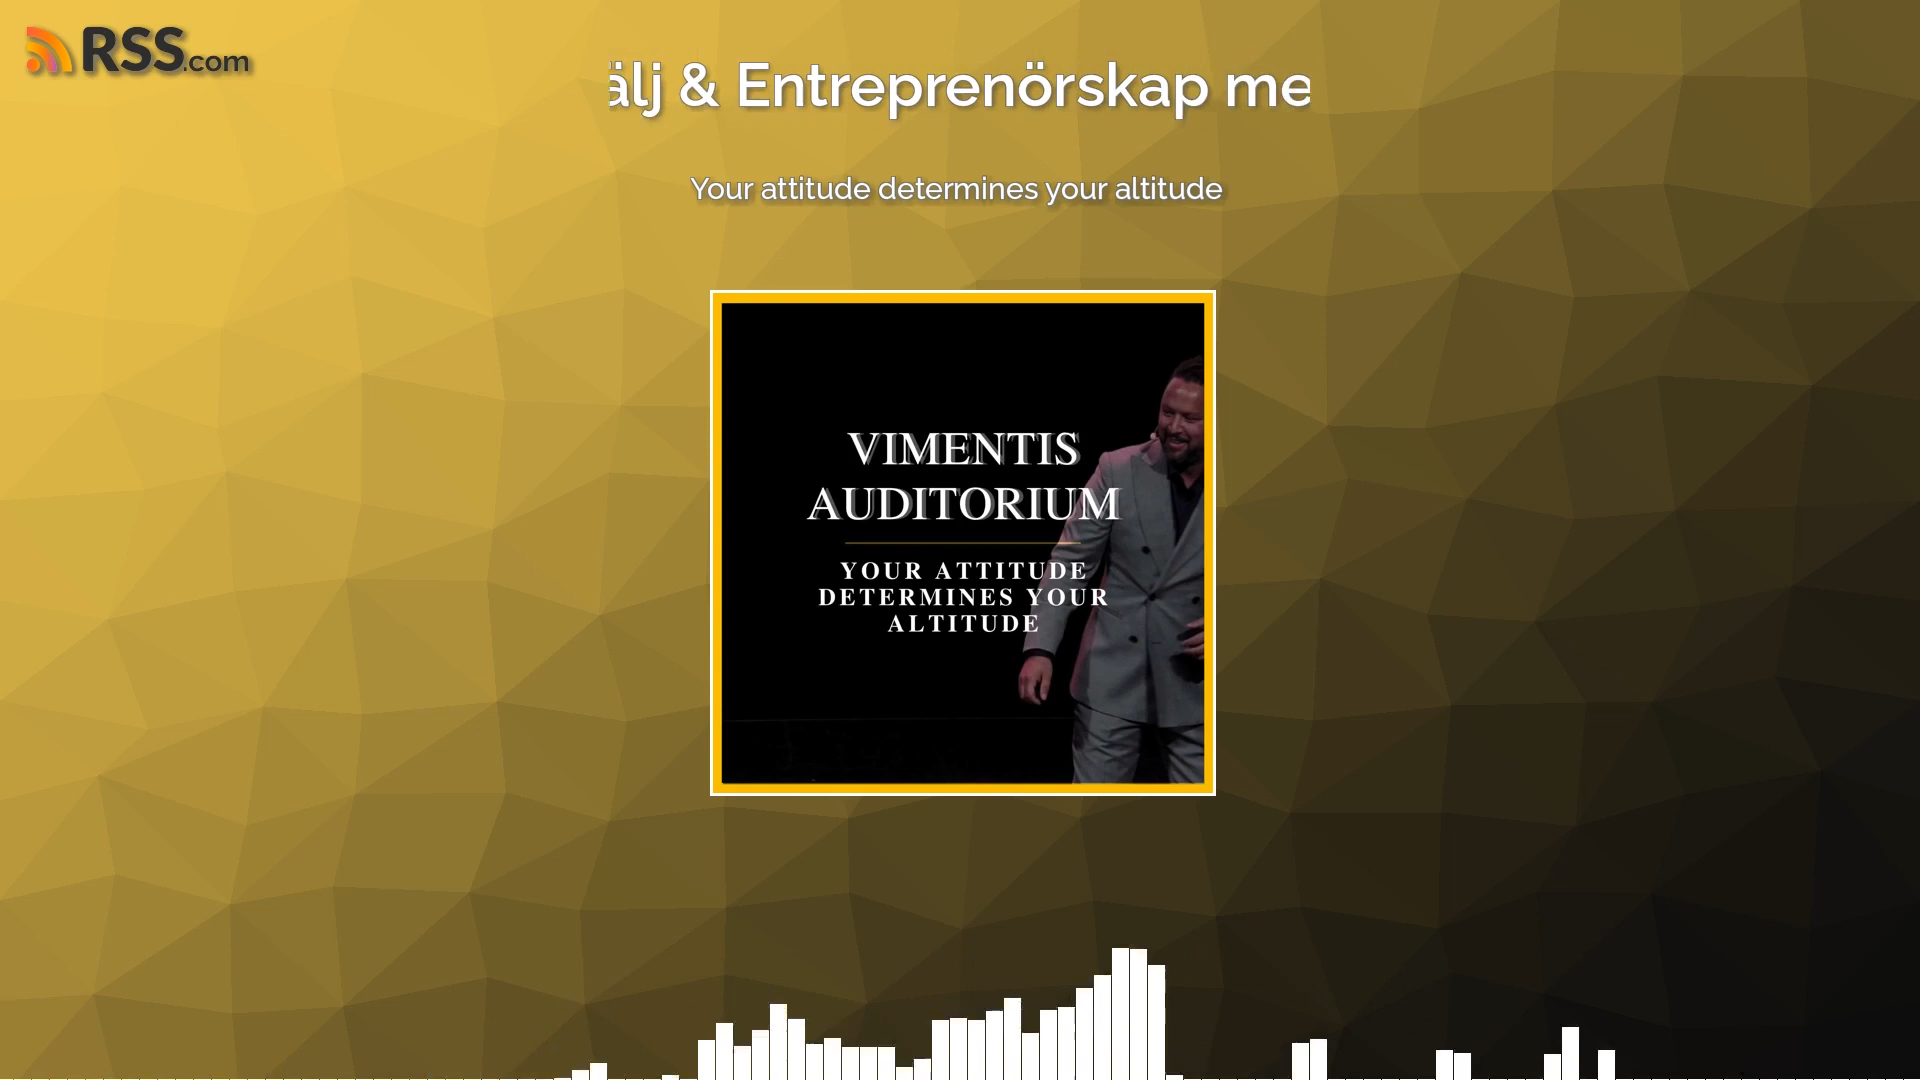 RSS.com
älj & Entreprenörskap me
Your attitude determines your altitude
VIMENTIS
AUDITORIUM
YOUR ATTITUDE
DETERMINES YOUR
ALTITUDE